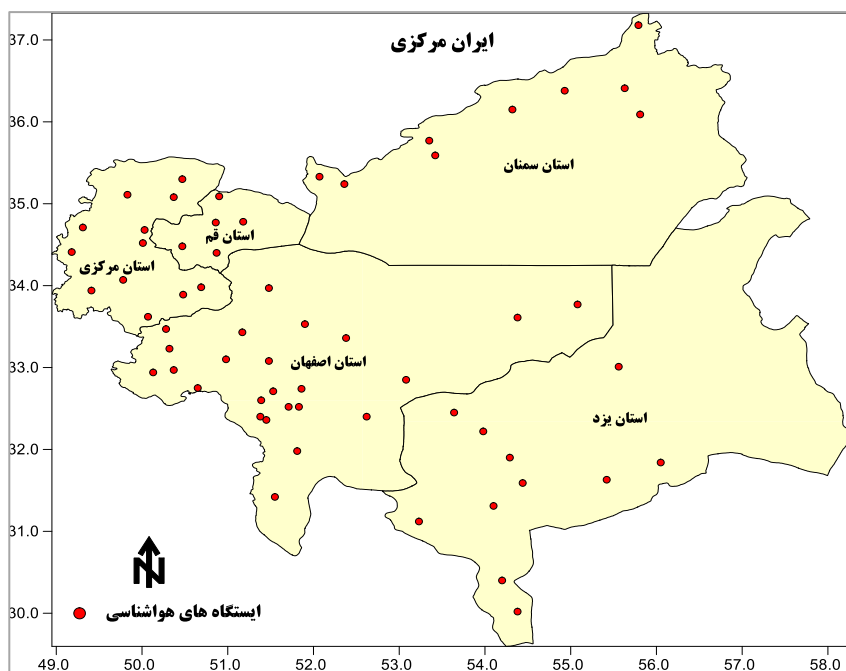 ایران مرکزی
37.0
36.0
35.0
34.0
33.0
32.0
31.0
30.0
استان سمنان
استان قم
استان مرکزی
استان اصفهان
استان یزد
N
ایستگاه های هواشناسی
49.0 50.0 51.0 52.0 53.0 54.0 55.0 56.0 57.0 58.0